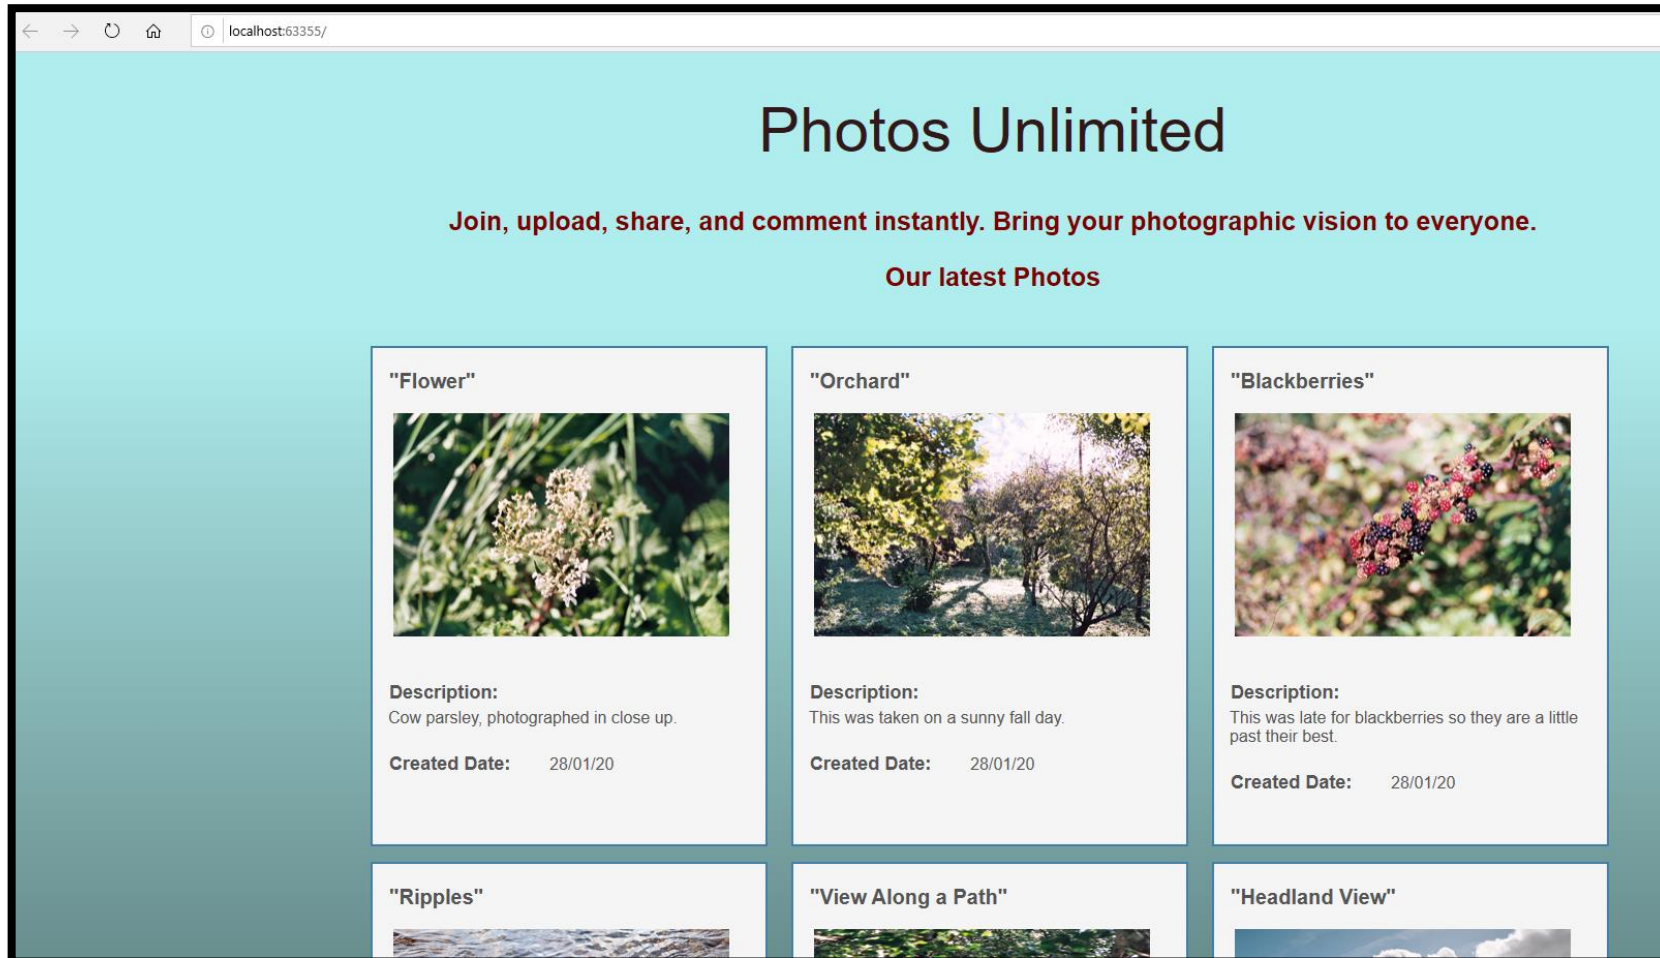 localhost:63355/
Photos Unlimited
Join, upload, share, and comment instantly. Bring your photographic vision to everyone.
Our latest Photos
"Flower"
Description:
Cow parsley, photographed in close up.
Created Date: 28/01/20
"Orchard"
Description:
This was taken on a sunny fall day.
Created Date: 28/01/20
"Blackberries"
Description:
This was late for blackberries so they are a little
past their best.
Created Date: 28/01/20
"Ripples"
"View Along a Path"
"Headland View"